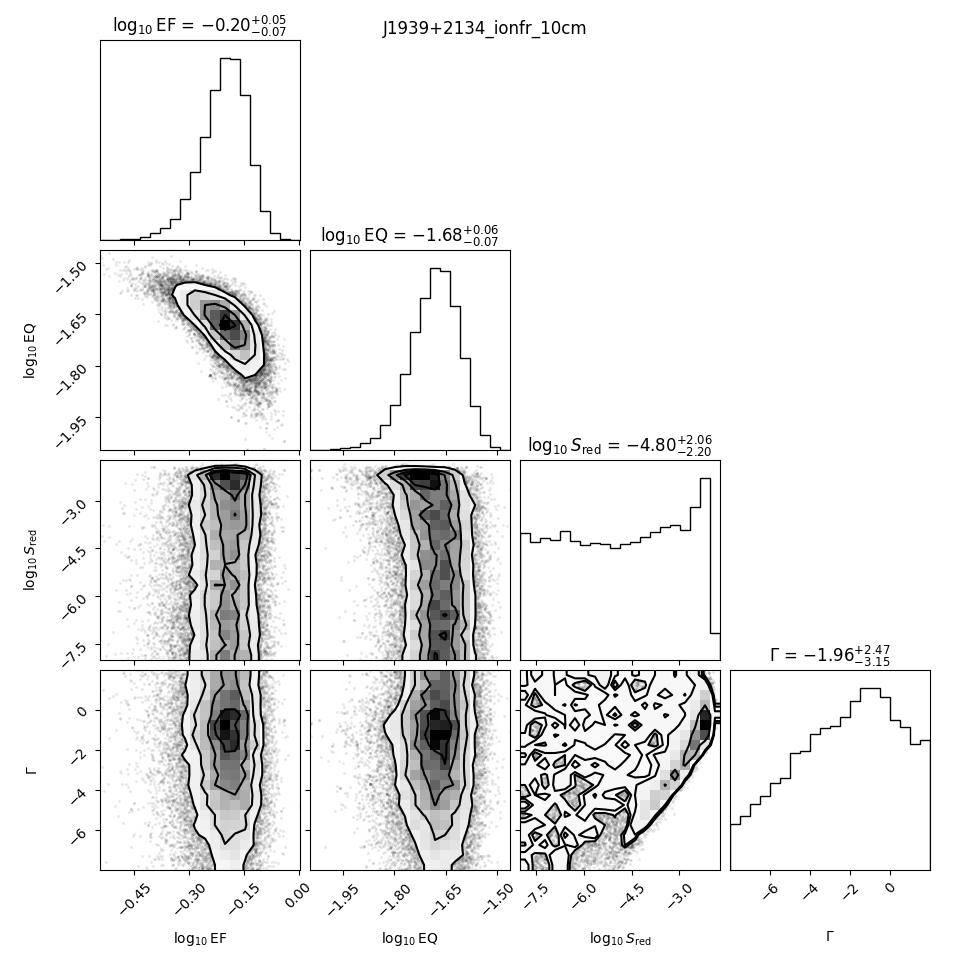 J1939+2134_ionfr_10cm
log₁₀ EF = −0.20 +0.05 −0.07
log₁₀ EQ = −1.68 +0.06 −0.07
−1.50
−1.65
−1.80
−1.95
log₁₀ EQ
log₁₀ S_red = −4.80 +2.06 −2.20
−3.0
−4.5
−6.0
−7.5
log₁₀ S_red
Γ = −1.96 +2.47 −3.15
0
−2
−4
−6
Γ
−0.45 −0.30 −0.15 0.00
−1.95 −1.80 −1.65 −1.50
−7.5 −6.0 −4.5 −3.0
−6 −4 −2 0
log₁₀ EF
log₁₀ EQ
log₁₀ S_red
Γ